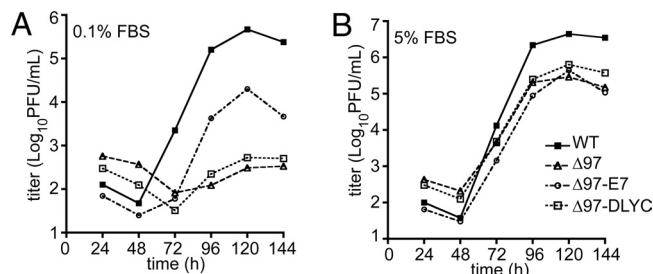 A
0.1% FBS
titer (Log10PFU/mL)
6
5
4
3
2
1
0 24 48 72 96 120 144
time (h)
B
5% FBS
titer (Log10PFU/mL)
7
6
5
4
3
2
1
0 24 48 72 96 120 144
time (h)
WT
Δ97
Δ97-E7
Δ97-DLYC